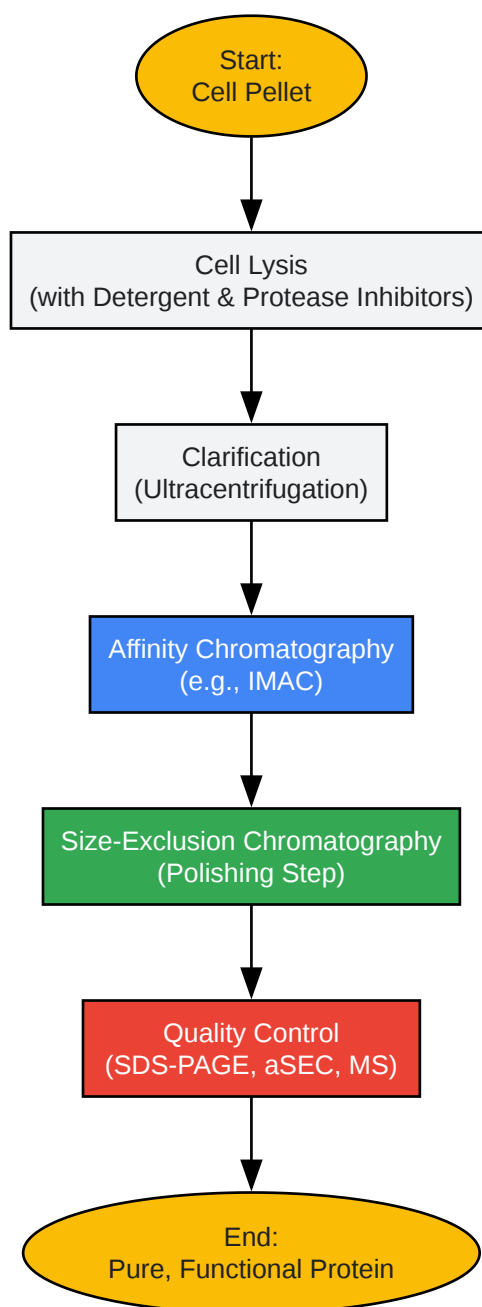 Start:
Cell Pellet
Cell Lysis
(with Detergent & Protease Inhibitors)
Clarification
(Ultracentrifugation)
Affinity Chromatography
(e.g., IMAC)
Size-Exclusion Chromatography
(Polishing Step)
Quality Control
(SDS-PAGE, aSEC, MS)
End:
Pure, Functional Protein